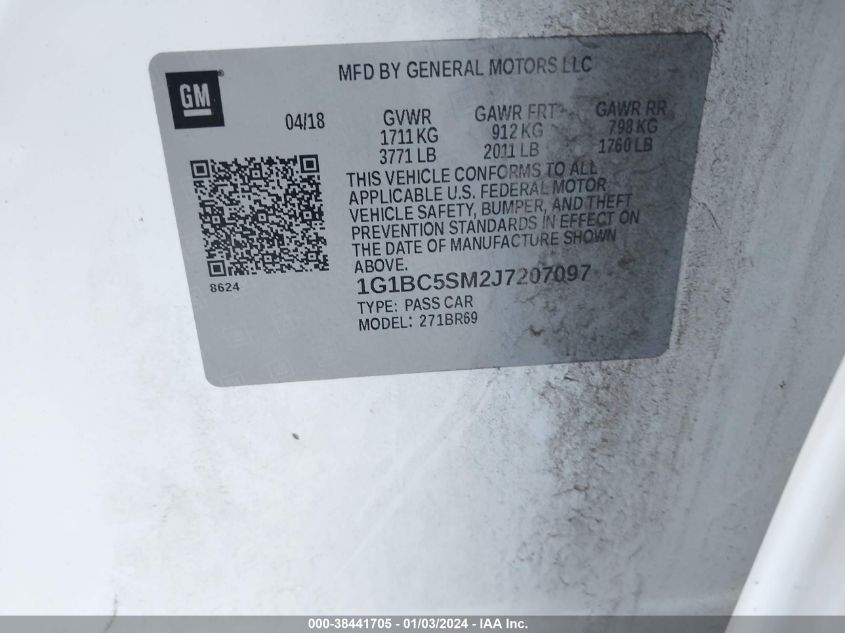 MFD BY GENERAL MOTORS LLC
GM®
04/18 GVWR GAWR FRT GAWR RR
1711 KG 912 KG 798 KG
3771 LB 2011 LB 1760 LB
THIS VEHICLE CONFORMS TO ALL
APPLICABLE U.S. FEDERAL MOTOR
VEHICLE SAFETY, BUMPER, AND THEFT
PREVENTION STANDARDS IN EFFECT ON
THE DATE OF MANUFACTURE SHOWN
ABOVE.
8624
1G1BC5SM2J7207097
TYPE: PASS CAR
MODEL: 271BR69
000-38441705 - 01/03/2024 - IAA Inc.